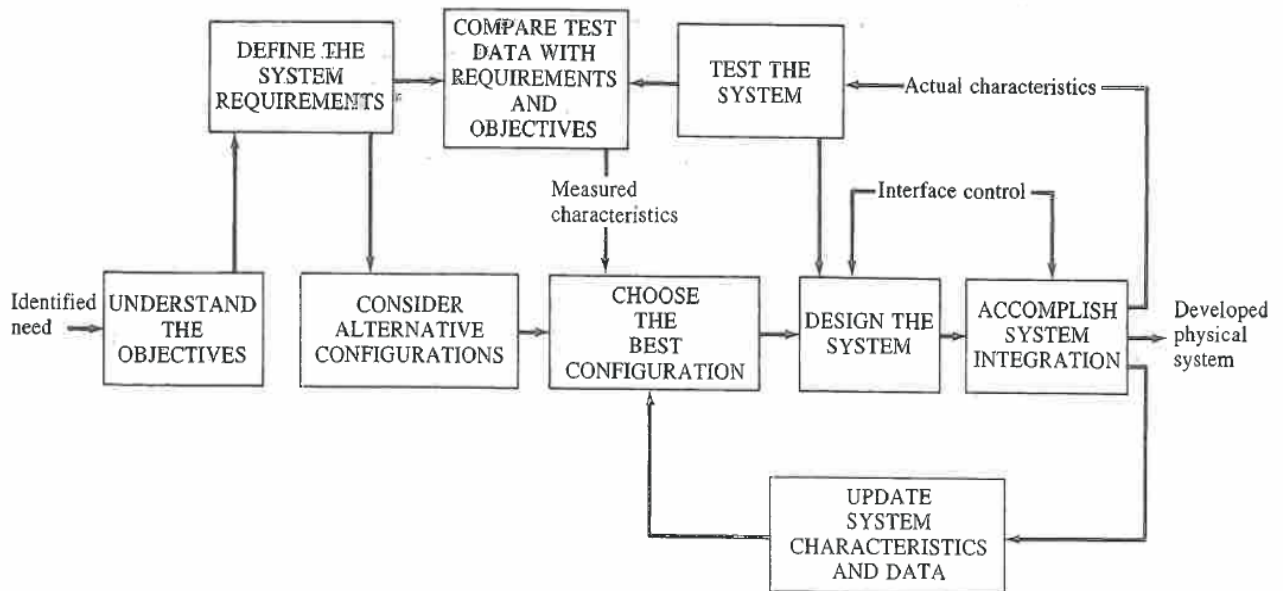 DEFINE THE
SYSTEM
REQUIREMENTS
COMPARE TEST
DATA WITH
REQUIREMENTS
AND
OBJECTIVES
TEST THE
SYSTEM
Actual characteristics
Measured
characteristics
Interface control
Identified
need
UNDERSTAND
THE
OBJECTIVES
CONSIDER
ALTERNATIVE
CONFIGURATIONS
CHOOSE
THE
BEST
CONFIGURATION
DESIGN THE
SYSTEM
ACCOMPLISH
SYSTEM
INTEGRATION
Developed
physical
system
UPDATE
SYSTEM
CHARACTERISTICS
AND DATA